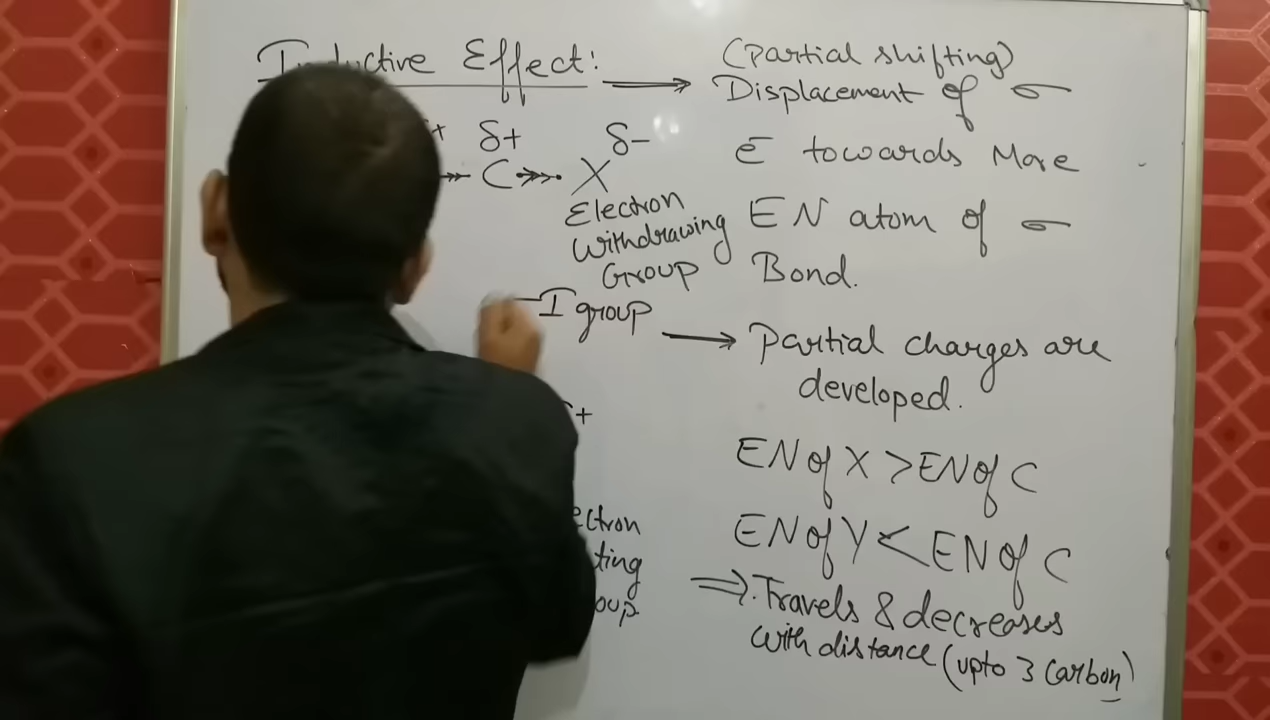 Inductive Effect: → (Partial shifting)
Displacement of σ
ē towards More
EN atom of σ
Bond.
δ+ δ-
C X
Electron
Withdrawing
Group
-I group
→ Partial charges are
developed.
+
EN of X > EN of C
EN of Y < EN of C
⇒ Travels & decreases
with distance (upto 3 Carbon)